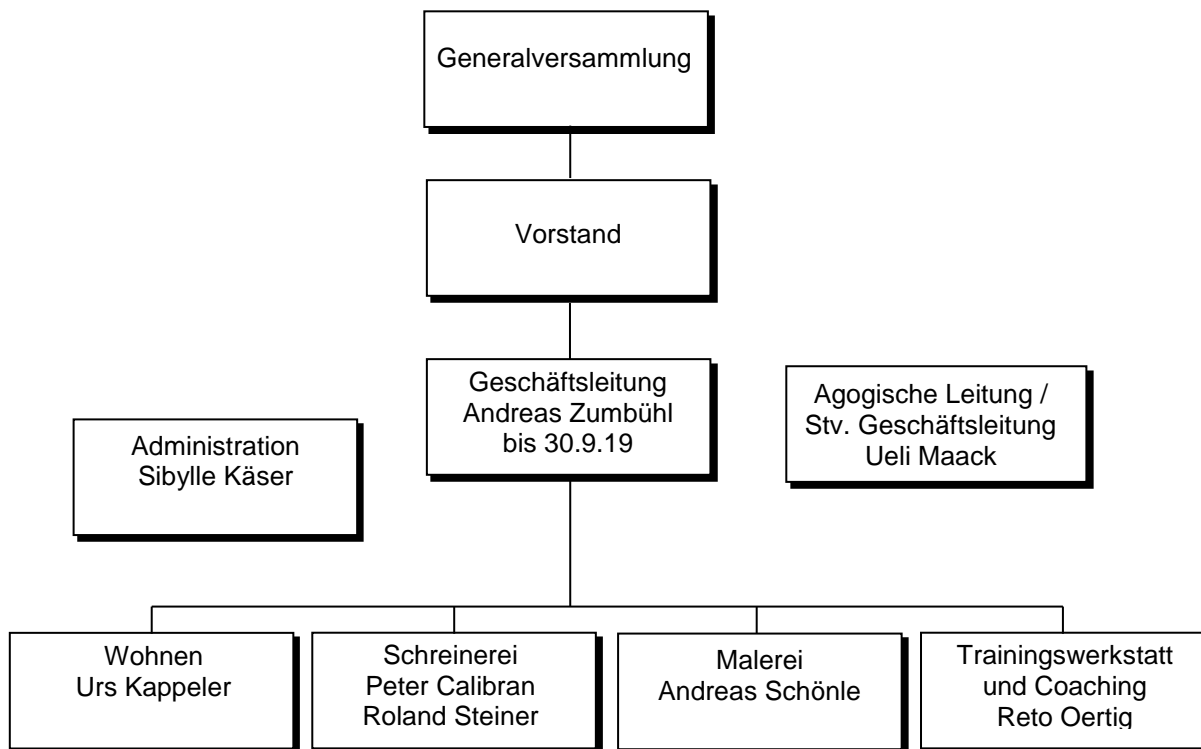 Generalversammlung
Vorstand
Geschäftsleitung
Andreas Zumbühl
bis 30.9.19
Agogische Leitung /
Stv. Geschäftsleitung
Ueli Maack
Administration
Sibylle Käser
Wohnen
Urs Kappeler
Schreinerei
Peter Calibran
Roland Steiner
Malerei
Andreas Schönle
Trainingswerkstatt
und Coaching
Reto Oertig